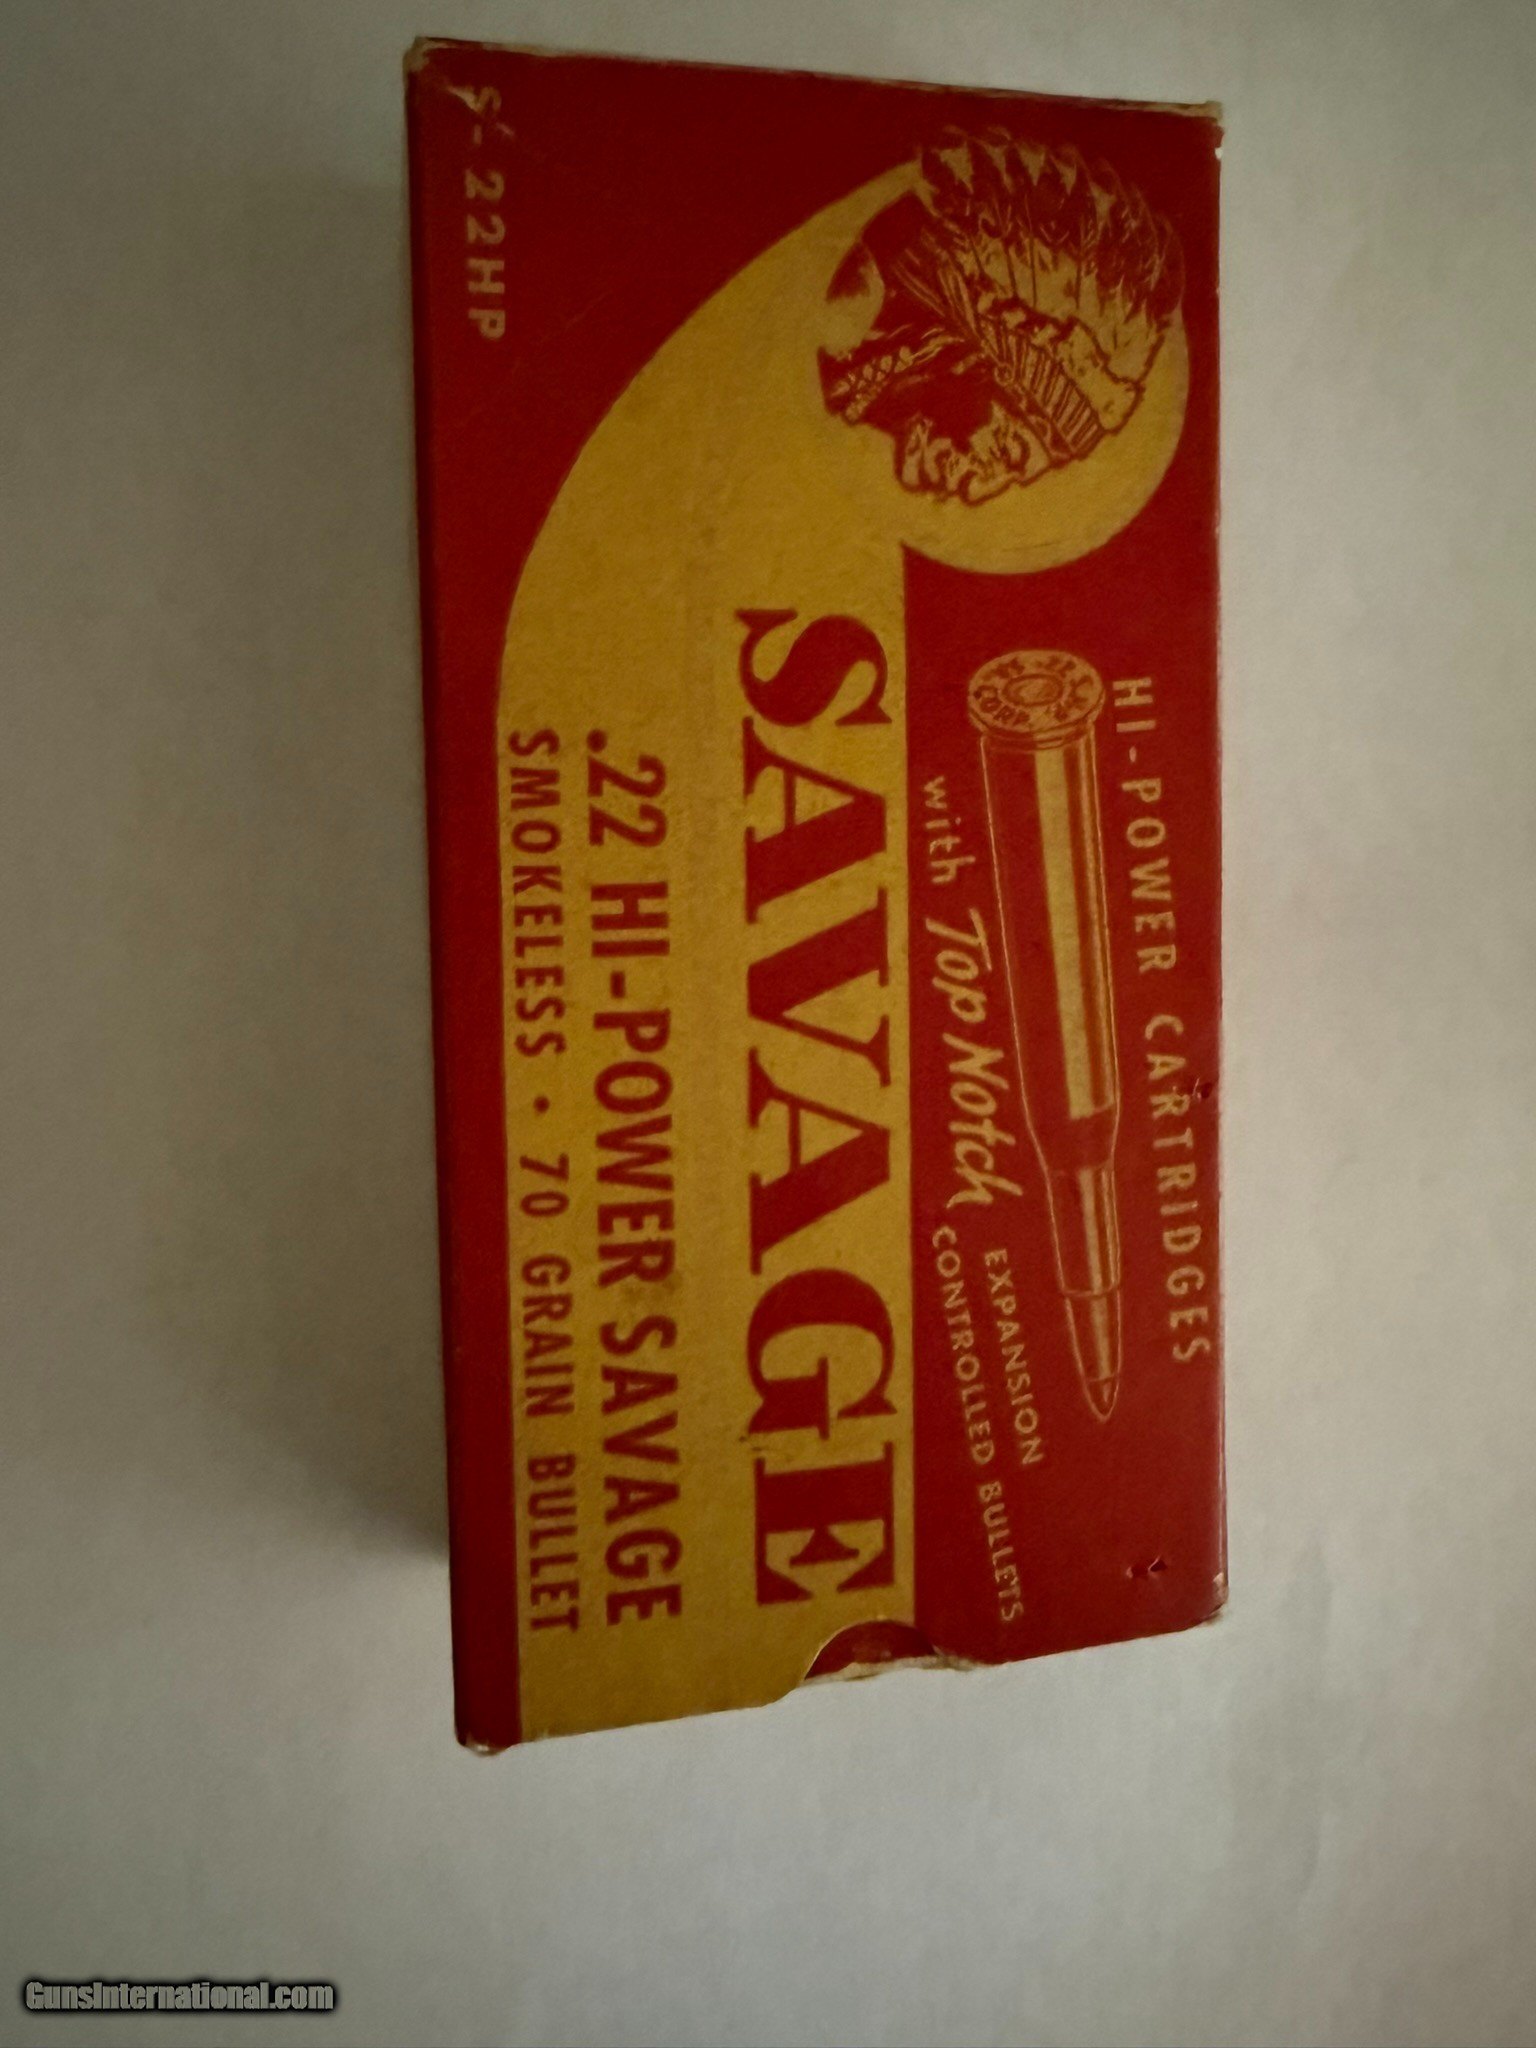 HI-POWER CARTRIDGES
CORP.
with Top Notch EXPANSION
CONTROLLED BULLETS
SAVAGE
.22 HI-POWER SAVAGE
SMOKELESS • 70 GRAIN BULLET
S-22HP
GunsInternational.com